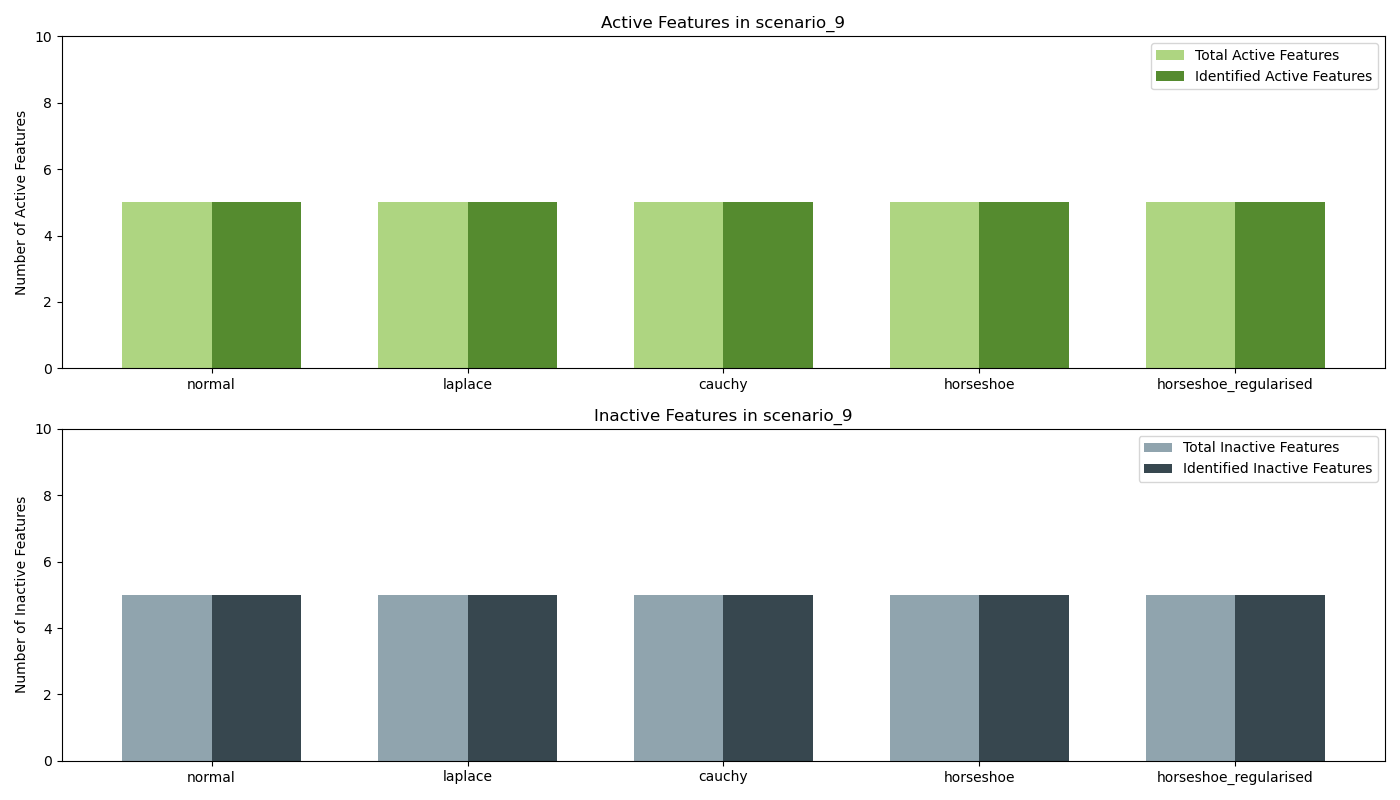 Active Features in scenario_9
10
8
6
4
2
0
Number of Active Features
Total Active Features
Identified Active Features
normal laplace cauchy horseshoe horseshoe_regularised
Inactive Features in scenario_9
10
8
6
4
2
0
Number of Inactive Features
Total Inactive Features
Identified Inactive Features
normal laplace cauchy horseshoe horseshoe_regularised